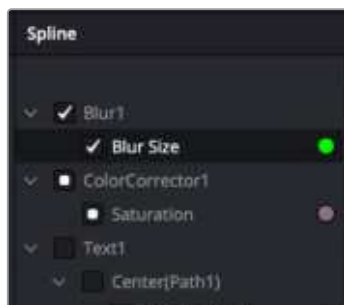 Spline
Blur1
Blur Size
ColorCorrector1
Saturation
Text1
Center(Path1)